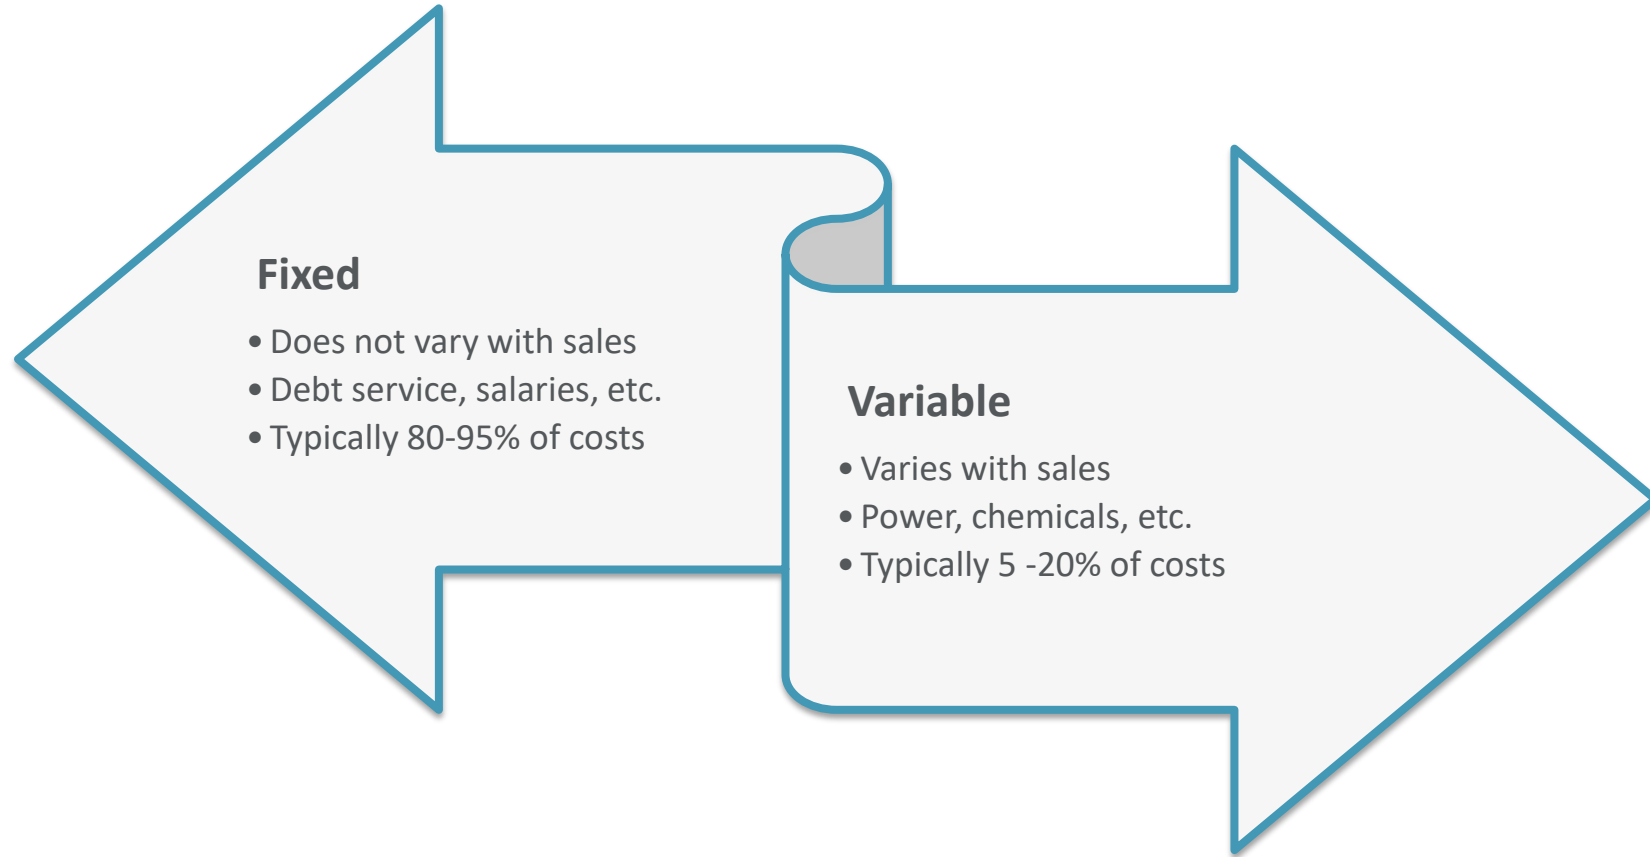 Fixed
• Does not vary with sales
• Debt service, salaries, etc.
• Typically 80-95% of costs
Variable
• Varies with sales
• Power, chemicals, etc.
• Typically 5 -20% of costs